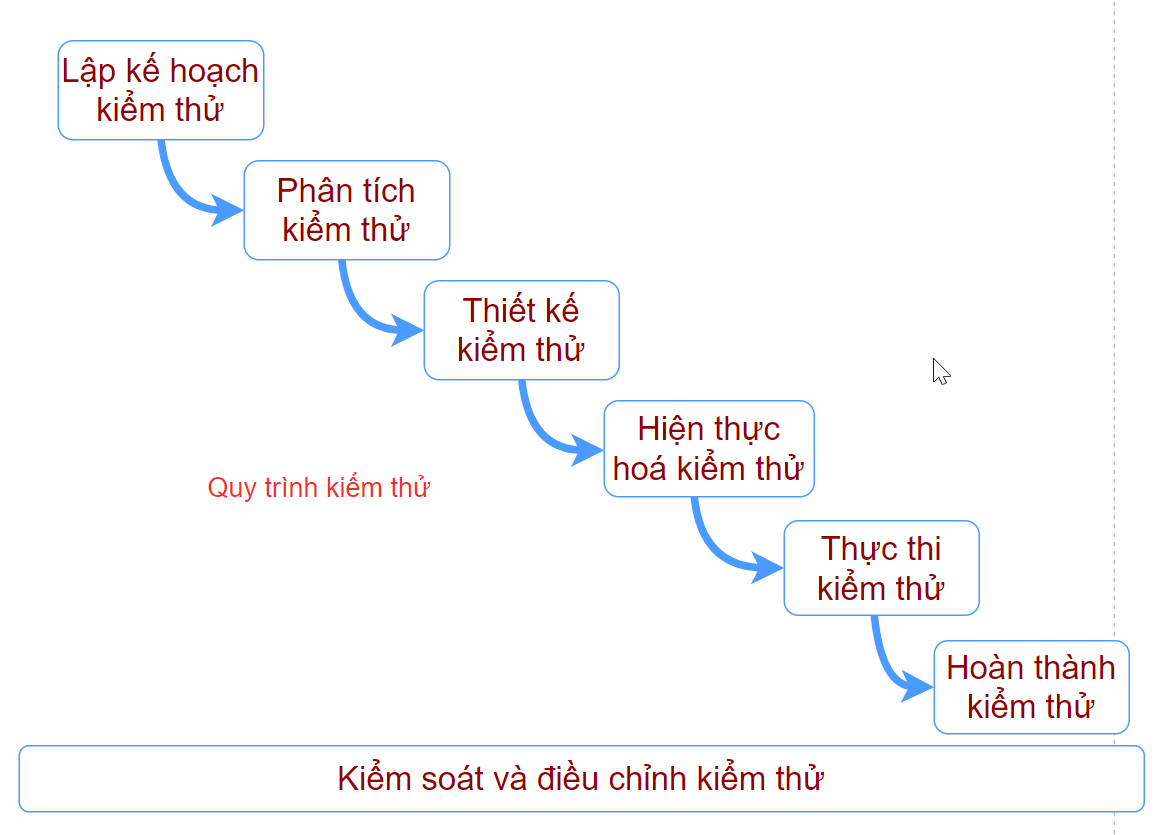 Lập kế hoạch
kiểm thử
Phân tích
kiểm thử
Thiết kế
kiểm thử
Hiện thực
hoá kiểm thử
Quy trình kiểm thử
Thực thi
kiểm thử
Hoàn thành
kiểm thử
Kiểm soát và điều chỉnh kiểm thử